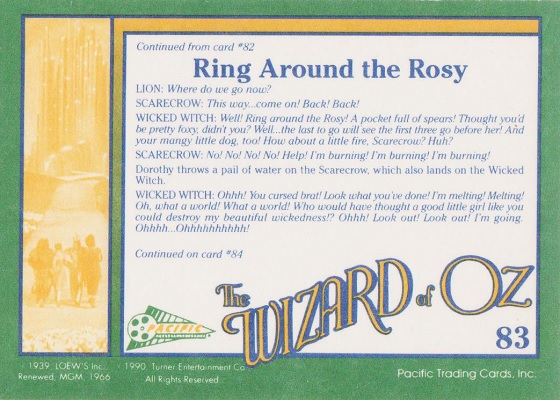 Continued from card #82
Ring Around the Rosy
LION: Where do we go now?
SCARECROW: This way...come on! Back! Back!
WICKED WITCH: Well! Ring around the Rosy! A pocket full of spears! Thought you'd
be pretty foxy, didn't you? Well...the last to go will see the first three go before her! And
your mangy little dog, too! How about a little fire, Scarecrow? Huh?
SCARECROW: No! No! No! No! Help! I'm burning! I'm burning! I'm burning!
Dorothy throws a pail of water on the Scarecrow, which also lands on the Wicked
Witch.
WICKED WITCH: Ohhh! You cursed brat! Look what you've done! I'm melting! Melting!
Oh, what a world! What a world! Who would have thought a good little girl like you
could destroy my beautiful wickedness!? Ohhh! Look out! Look out! I'm going.
Ohhhh...Ohhhhhhhhhh!
Continued on card #84
The WIZARD of Oz
PACIFIC
83
1939. LOEW'S Inc.
Renewed, MGM, 1966
1990. Turner Entertainment Co
All Rights Reserved
Pacific Trading Cards, Inc.